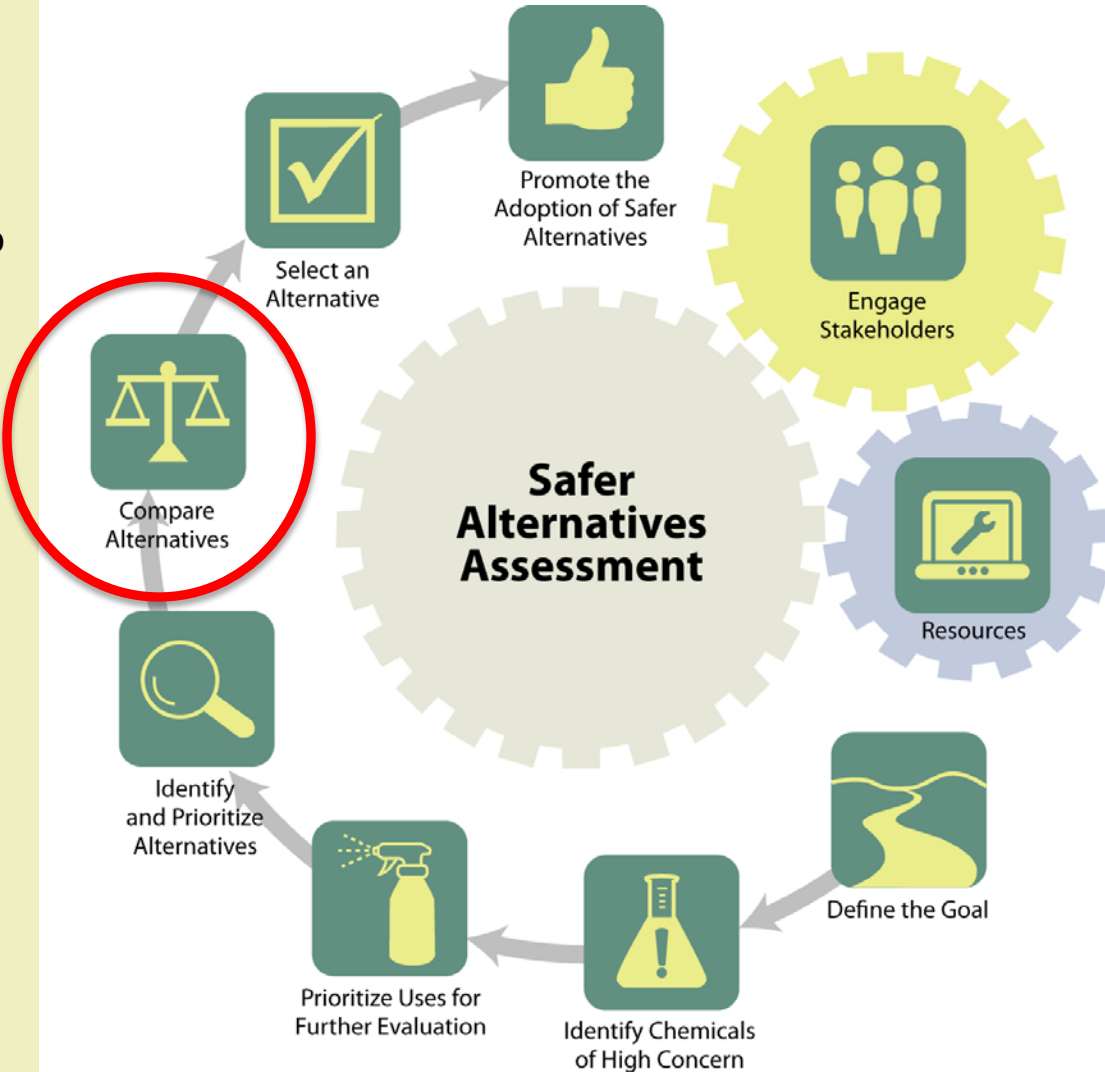 Promote the
Adoption of Safer
Alternatives
Select an
Alternative
Engage
Stakeholders
Compare
Alternatives
Safer
Alternatives
Assessment
Resources
Identify
and Prioritize
Alternatives
Define the Goal
Prioritize Uses for
Further Evaluation
Identify Chemicals
of High Concern